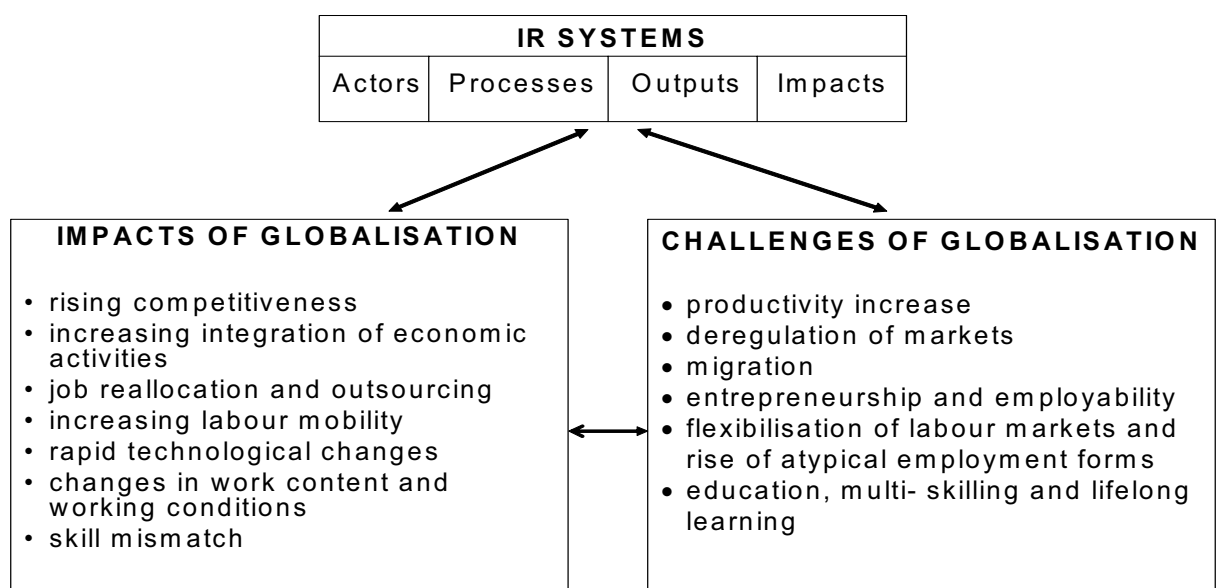 IR SYSTEMS
Actors Processes Outputs Impacts
IMPACTS OF GLOBALISATION
• rising competitiveness
• increasing integration of economic
activities
• job reallocation and outsourcing
• increasing labour mobility
• rapid technological changes
• changes in work content and
working conditions
• skill mismatch
CHALLENGES OF GLOBALISATION
• productivity increase
• deregulation of markets
• migration
• entrepreneurship and employability
• flexibilisation of labour markets and
rise of atypical employment forms
• education, multi- skilling and lifelong
learning